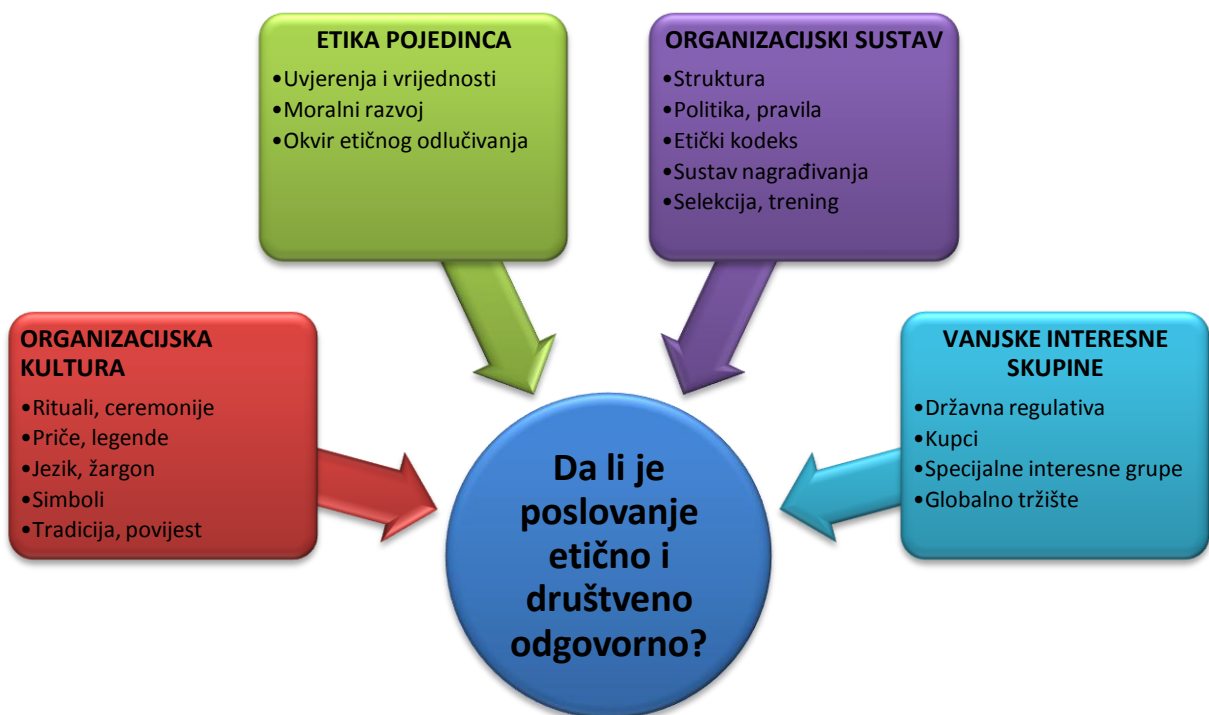 ETIKA POJEDINCA
•Uvjerenja i vrijednosti
•Moralni razvoj
•Okvir etičnog odlučivanja
ORGANIZACIJSKI SUSTAV
•Struktura
•Politika, pravila
•Etički kodeks
•Sustav nagrađivanja
•Selekcija, trening
ORGANIZACIJSKA
KULTURA
•Rituali, ceremonije
•Priče, legende
•Jezik, žargon
•Simboli
•Tradicija, povijest
VANJSKE INTERESNE
SKUPINE
•Državna regulativa
•Kupci
•Specijalne interesne grupe
•Globalno tržište
Da li je
poslovanje
etično i
društveno
odgovorno?